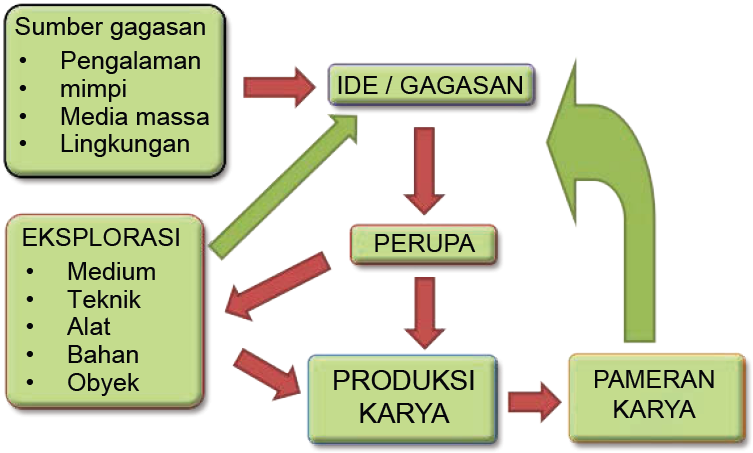 Sumber gagasan
• Pengalaman
• mimpi
• Media massa
• Lingkungan
IDE / GAGASAN
PERUPA
EKSPLORASI
• Medium
• Teknik
• Alat
• Bahan
• Obyek
PRODUKSI
KARYA
PAMERAN
KARYA